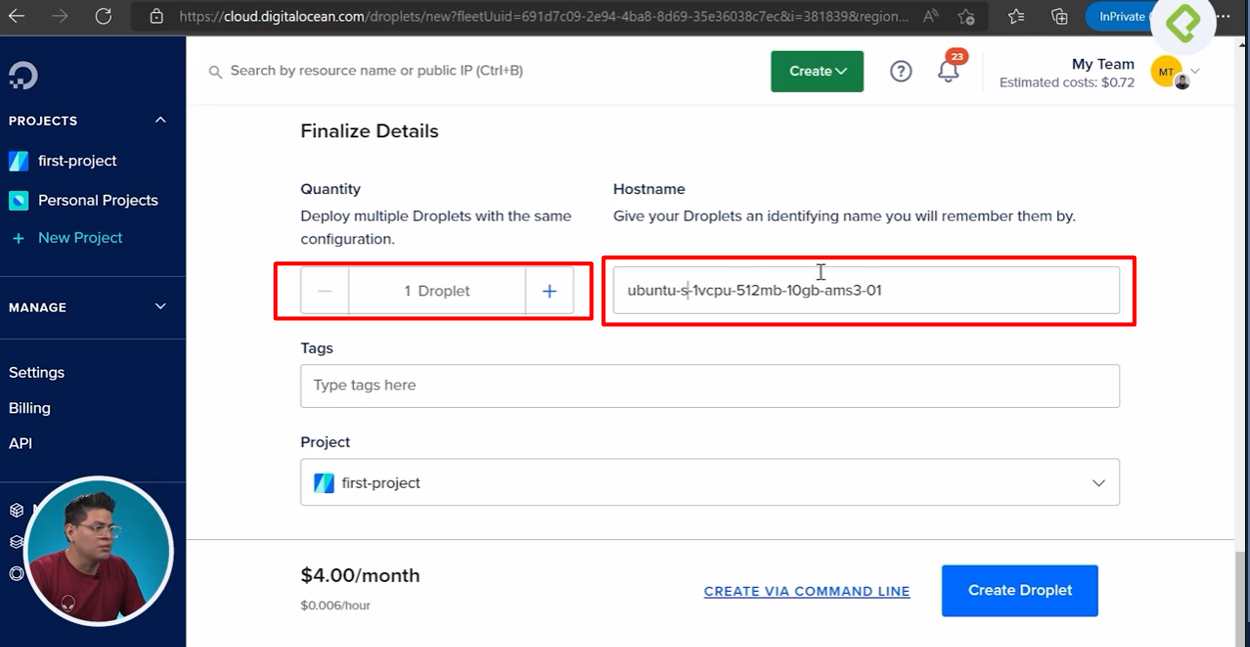 https://cloud.digitalocean.com/droplets/new?fleetUuid=691d7c09-2e94-4ba8-8d69-35e36038c7ec&i=381839&region...
InPrivate
Search by resource name or public IP (Ctrl+B)
Create
?
23
My Team
Estimated costs: $0.72
MT
PROJECTS
first-project
Personal Projects
+ New Project
MANAGE
Settings
Billing
API
Finalize Details
Quantity
Deploy multiple Droplets with the same
configuration.
Hostname
Give your Droplets an identifying name you will remember them by.
1 Droplet
ubuntu-s-1vcpu-512mb-10gb-ams3-01
Tags
Type tags here
Project
first-project
$4.00/month
$0.006/hour
CREATE VIA COMMAND LINE
Create Droplet